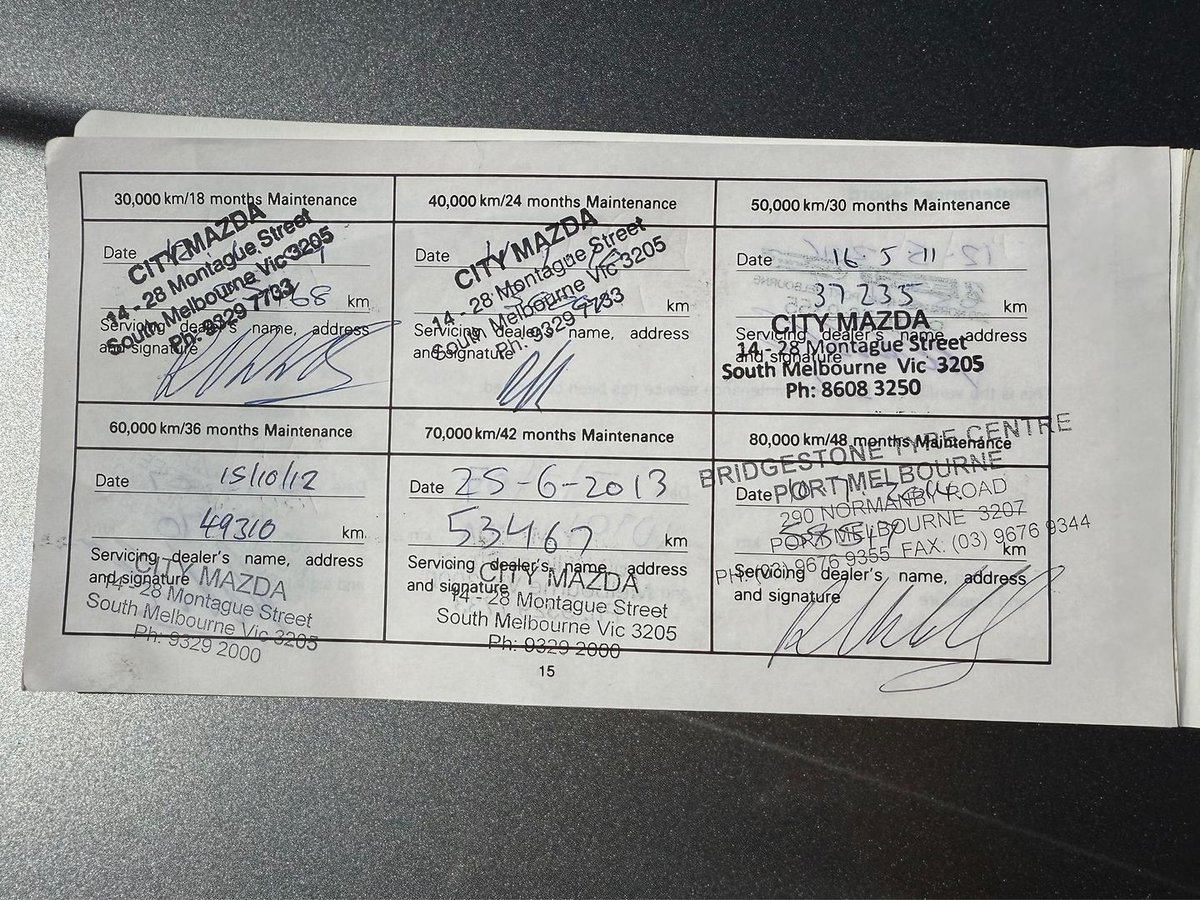 30,000 km/18 months Maintenance
Date
km
Servicing dealer's name, address
and signature
CITY MAZDA
14 - 28 Montague Street
South Melbourne Vic 3205
Ph: 9329 7733
40,000 km/24 months Maintenance
Date
km
Servicing dealer's name, address
and signature
CITY MAZDA
14 - 28 Montague Street
South Melbourne Vic 3205
Ph: 9329 7733
50,000 km/30 months Maintenance
Date 16 5 11
37235 km
Servicing dealer's name, address
and signature
CITY MAZDA
14 - 28 Montague Street
South Melbourne Vic 3205
Ph: 8608 3250
60,000 km/36 months Maintenance
Date 15/10/12
49310 km
Servicing dealer's name, address
and signature
CITY MAZDA
14 - 28 Montague Street
South Melbourne Vic 3205
Ph: 9329 2000
70,000 km/42 months Maintenance
Date 25-6-2013
53467 km
Servicing dealer's name, address
and signature
CITY MAZDA
14 - 28 Montague Street
South Melbourne Vic 3205
Ph: 9329 2000
80,000 km/48 months Maintenance
Date
km
Servicing dealer's name, address
and signature
BRIDGESTONE TYRE CENTRE
PORT MELBOURNE
290 NORMANBY ROAD
PORT MELBOURNE 3207
PH: (03) 9676 9355 FAX: (03) 9676 9344
15